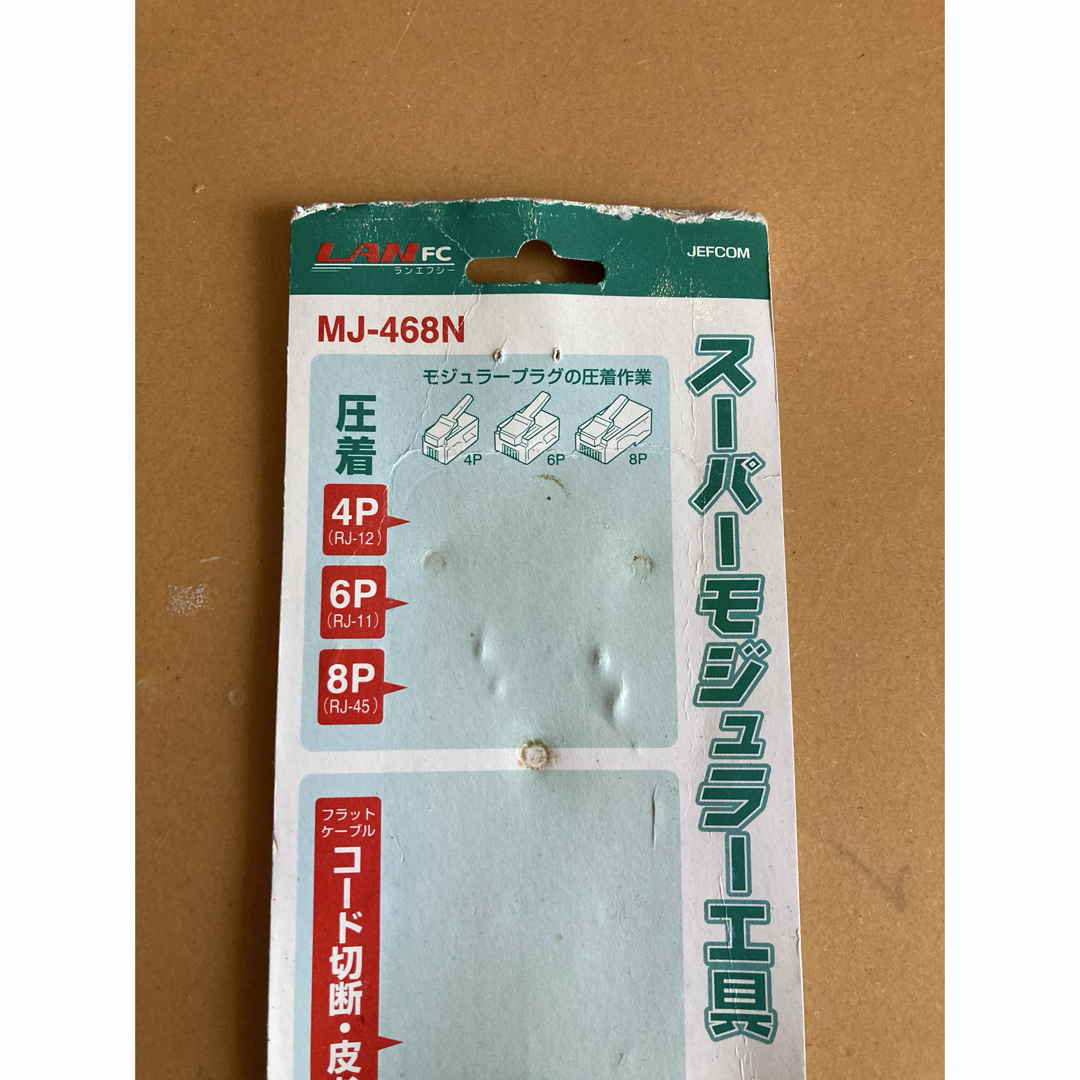 LAN FC
ランエフシー
JEFCOM
MJ-468N
スーパーモジュラー工具
モジュラープラグの圧着作業
圧着
4P
6P
8P
4P
(RJ-12)
6P
(RJ-11)
8P
(RJ-45)
フラット
ケーブル
コード切断・皮